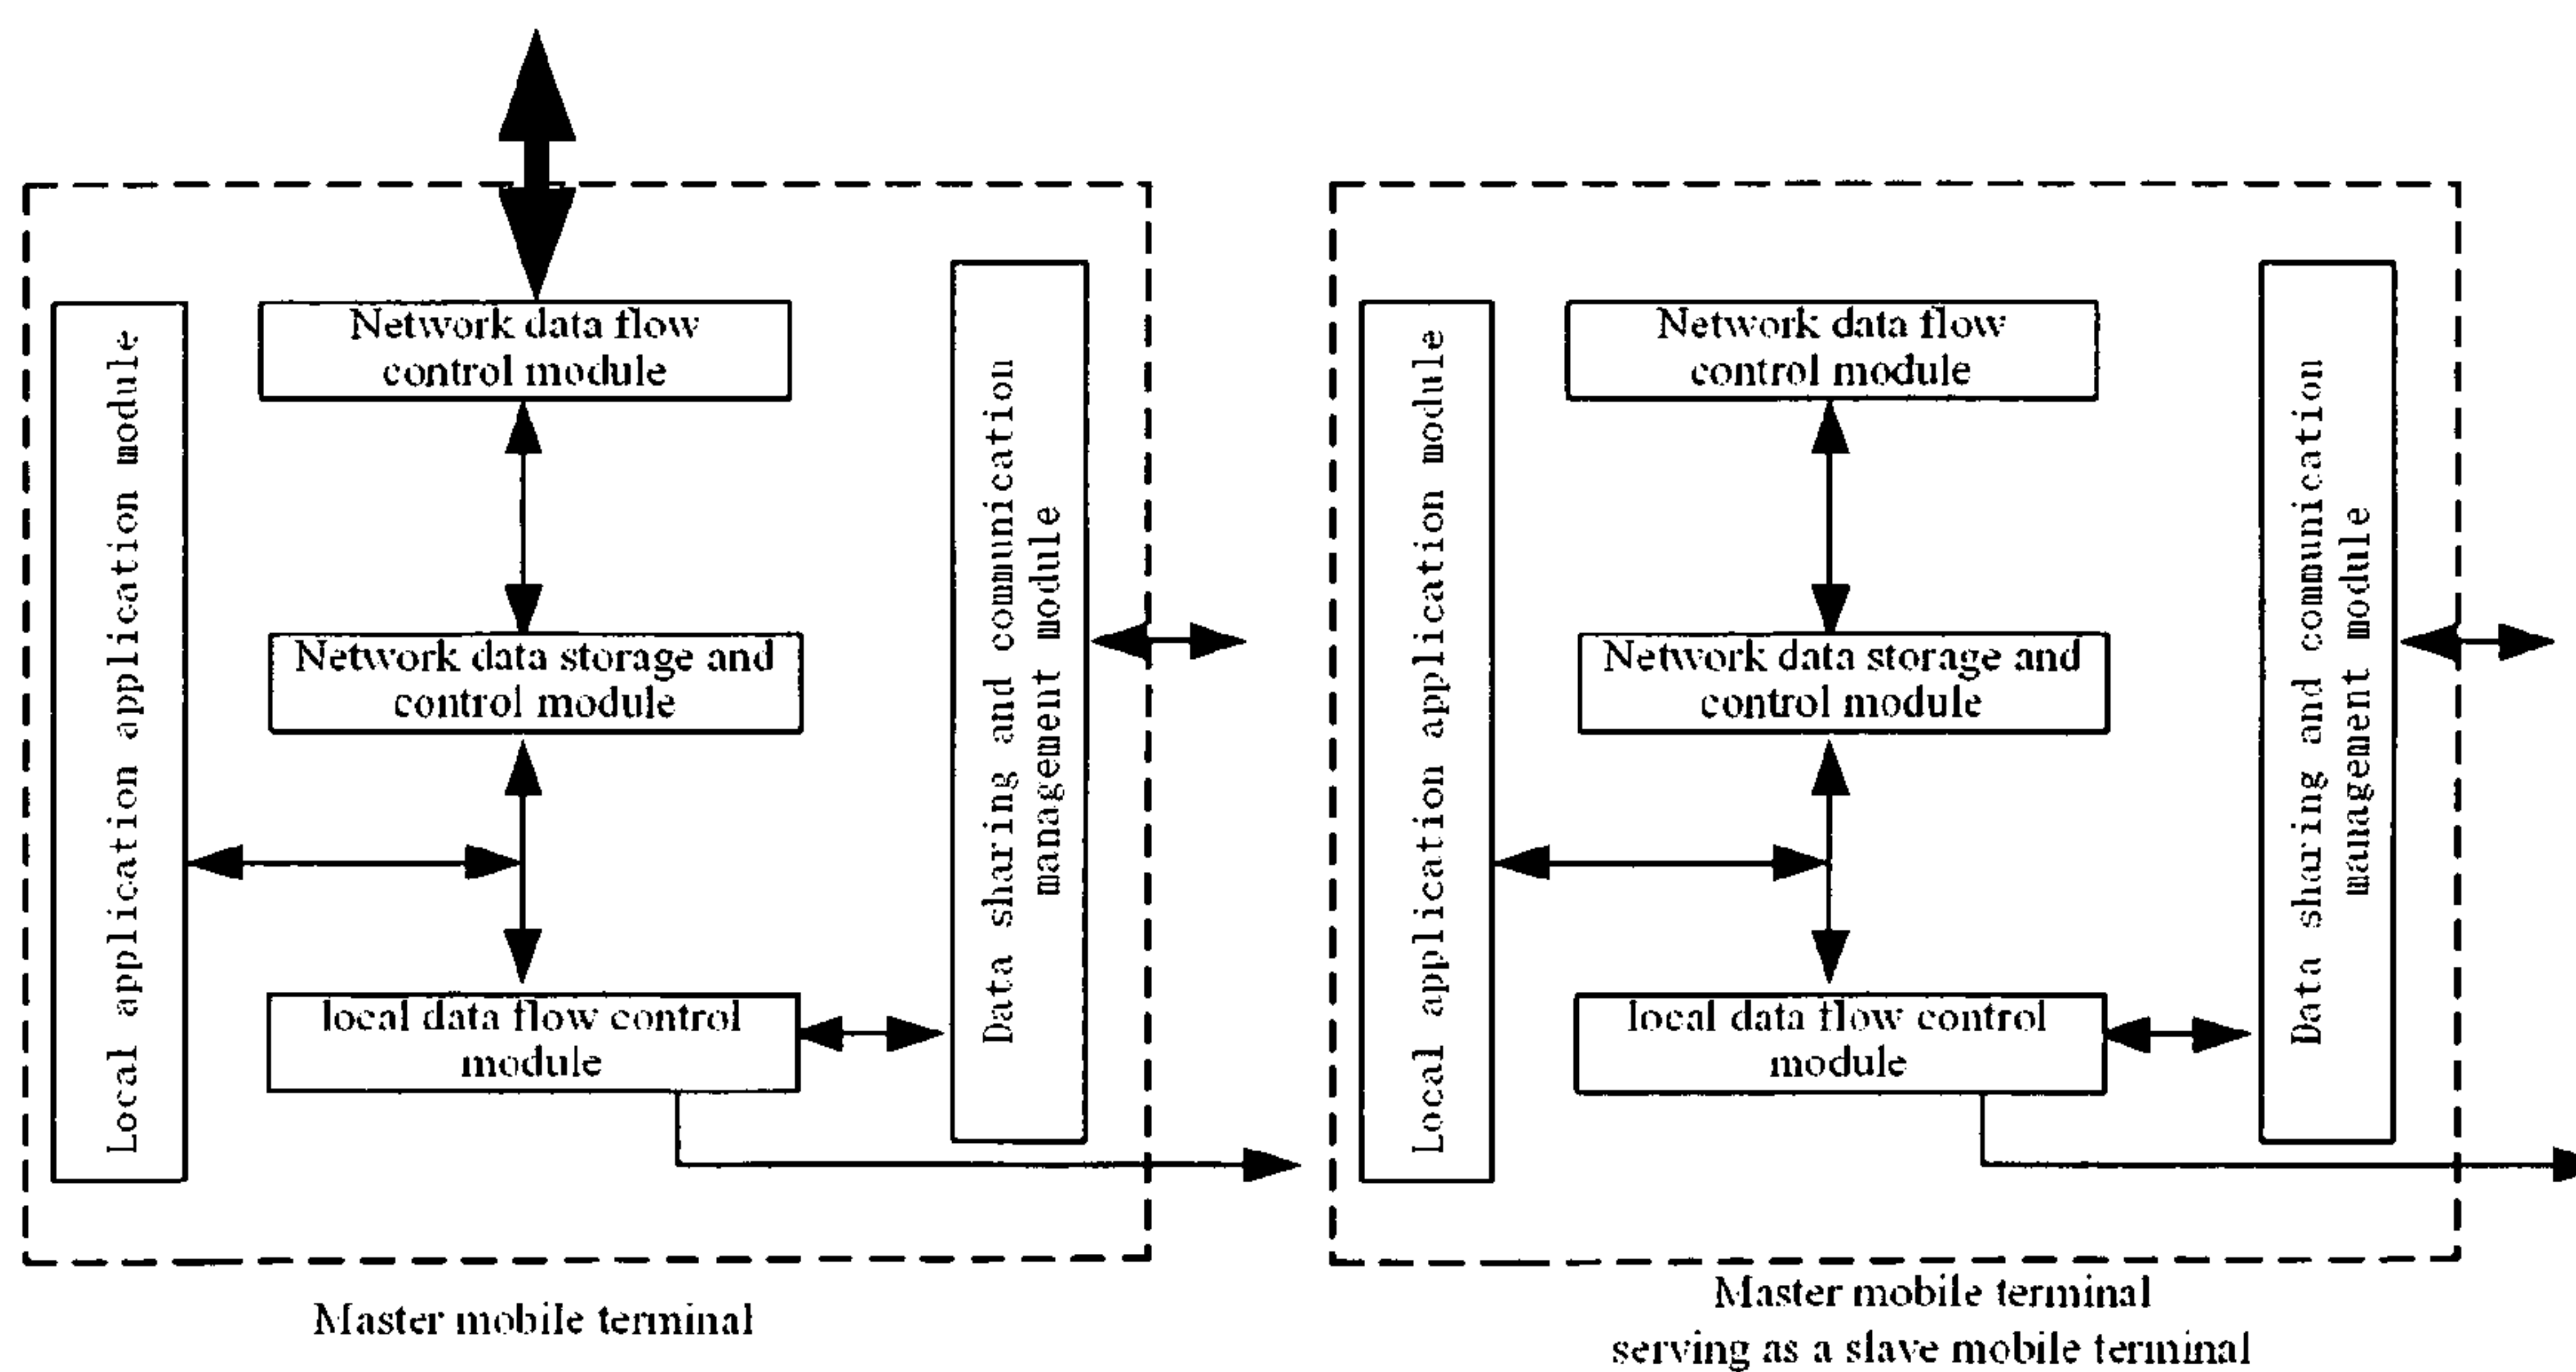 Local application application module
Network data flow
control module
Network data storage and
control module
local data flow control
module
Data sharing and communication
management module
Master mobile terminal
Local application application module
Network data flow
control module
Network data storage and
control module
local data flow control
module
Data sharing and communication
management module
Master mobile terminal
serving as a slave mobile terminal